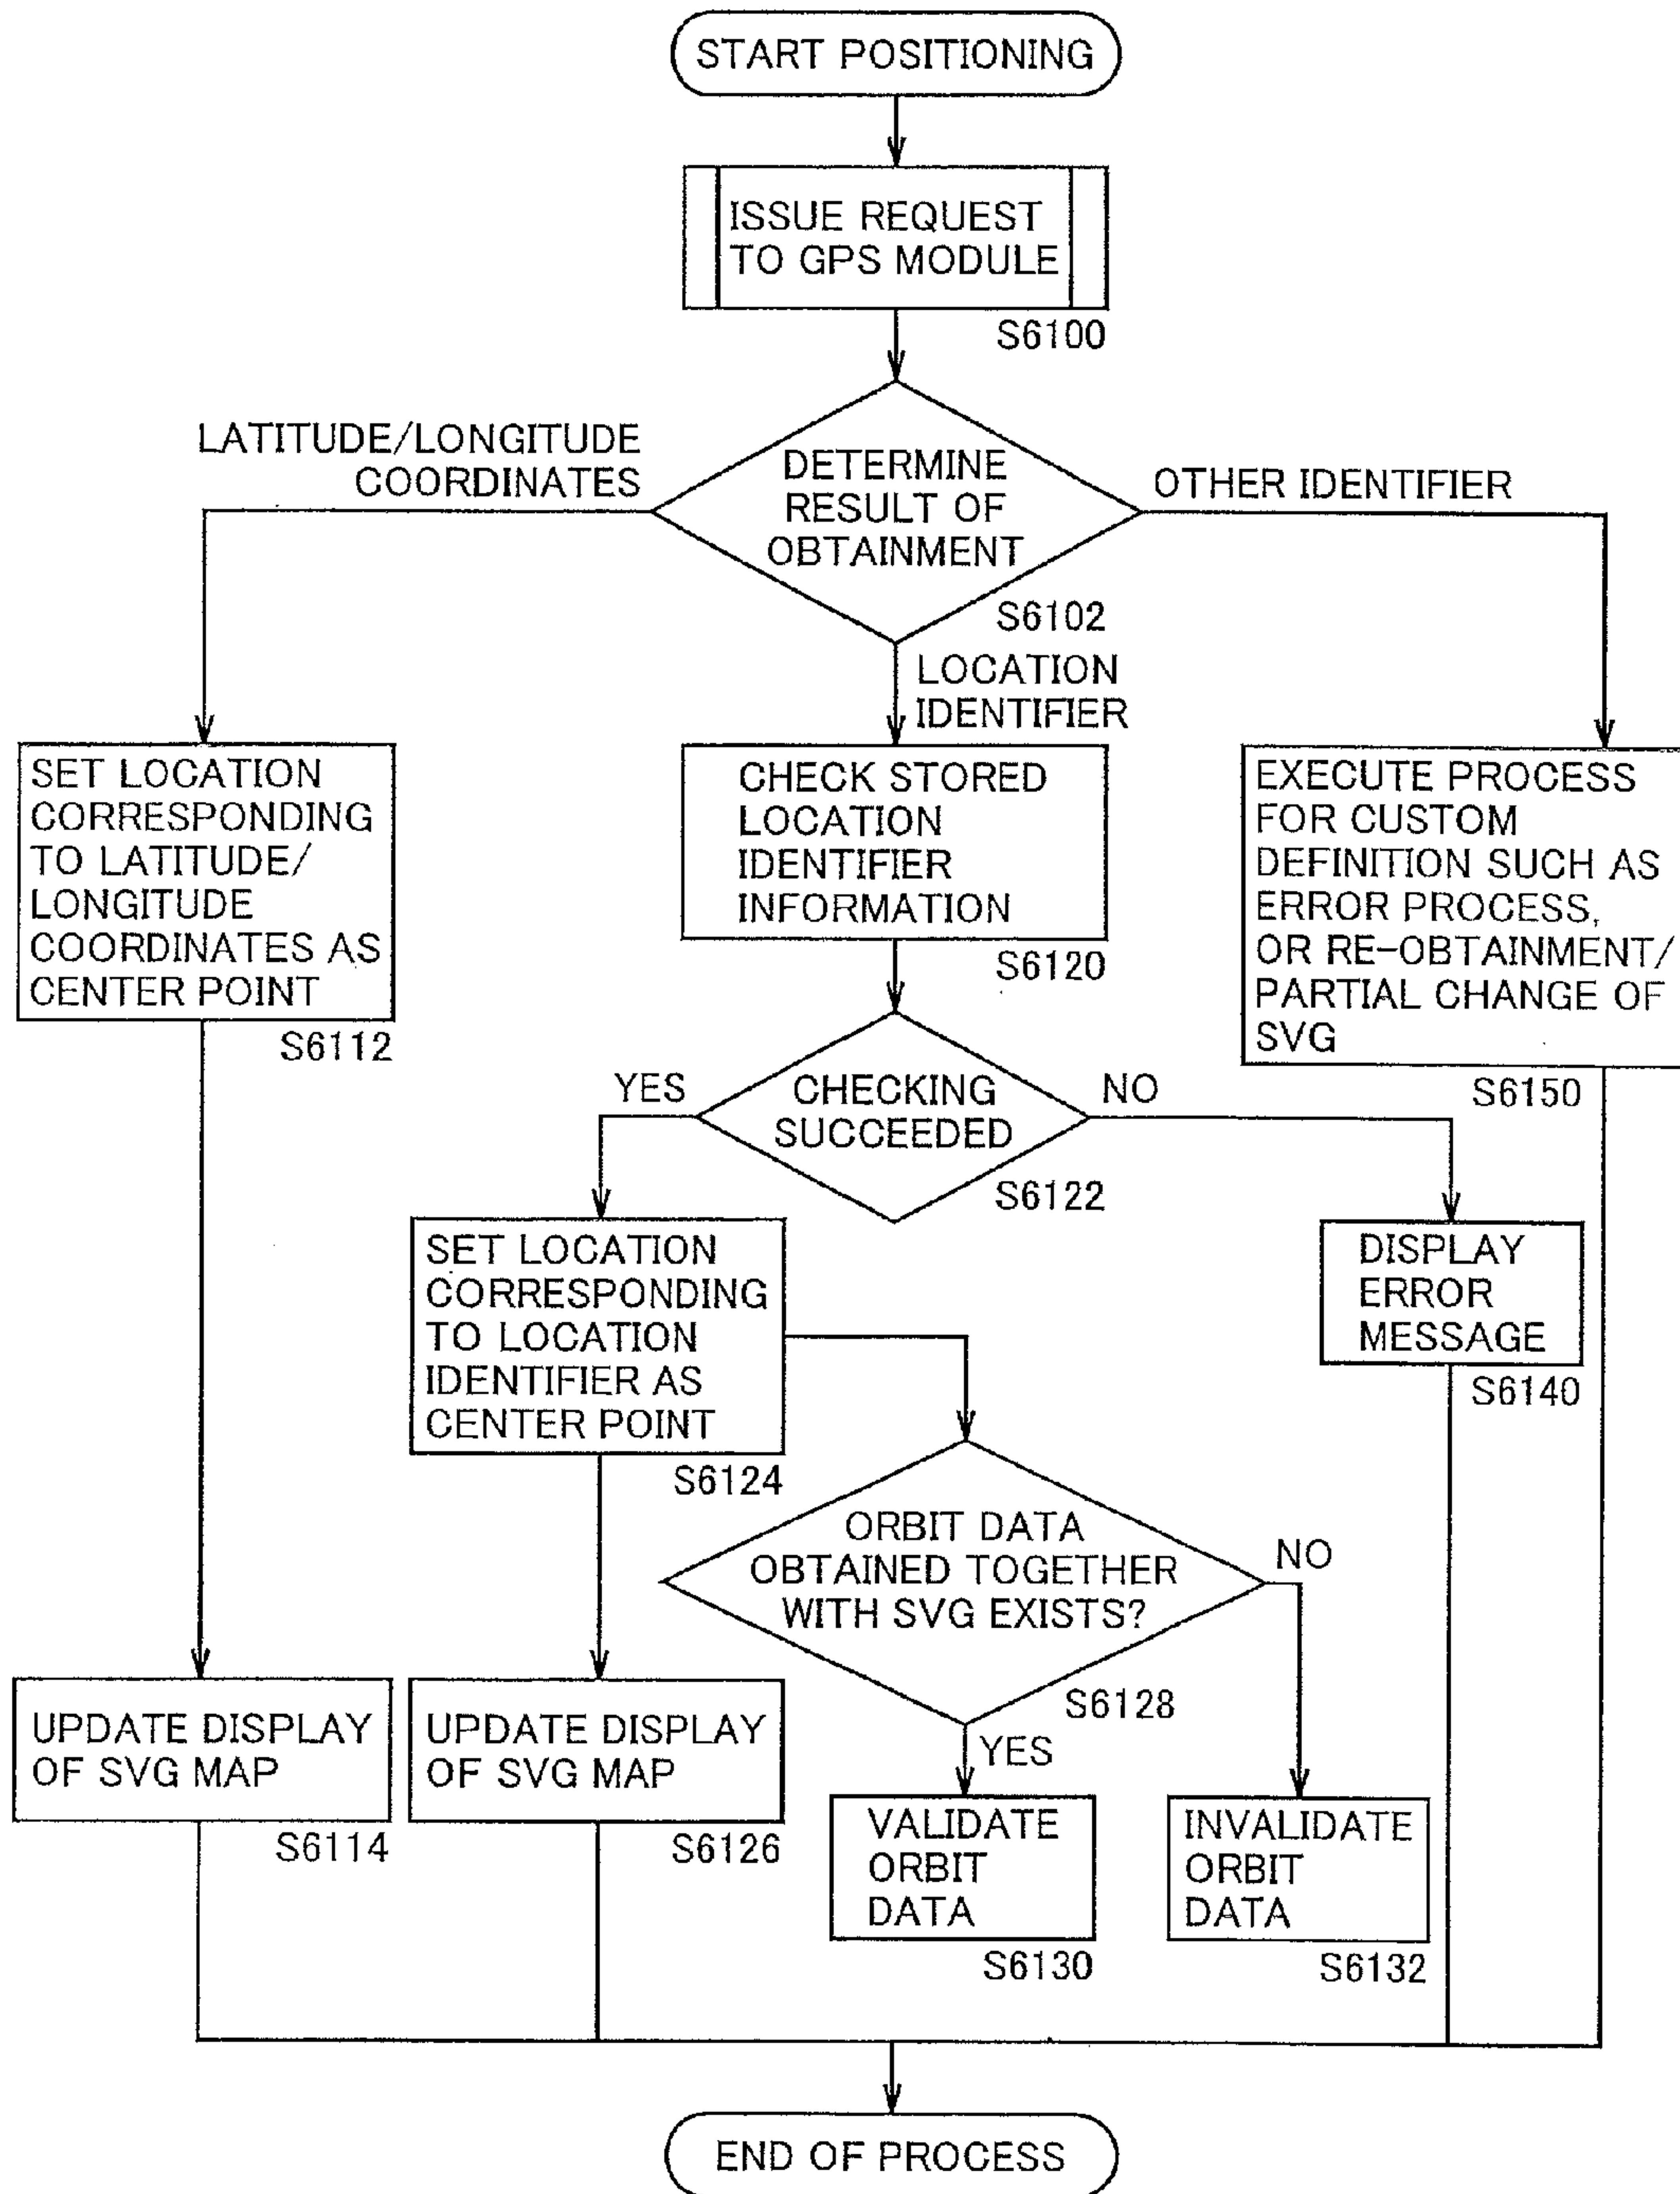 START POSITIONING
ISSUE REQUEST
TO GPS MODULE
S6100
LATITUDE/LONGITUDE
COORDINATES
DETERMINE
RESULT OF
OBTAINMENT
OTHER IDENTIFIER
S6102
LOCATION
IDENTIFIER
SET LOCATION
CORRESPONDING
TO LATITUDE/
LONGITUDE
COORDINATES AS
CENTER POINT
S6112
CHECK STORED
LOCATION
IDENTIFIER
INFORMATION
S6120
EXECUTE PROCESS
FOR CUSTOM
DEFINITION SUCH AS
ERROR PROCESS,
OR RE-OBTAINMENT/
PARTIAL CHANGE OF
SVG
S6150
YES
CHECKING
SUCCEEDED
NO
S6122
SET LOCATION
CORRESPONDING
TO LOCATION
IDENTIFIER AS
CENTER POINT
S6124
DISPLAY
ERROR
MESSAGE
S6140
ORBIT DATA
OBTAINED TOGETHER
WITH SVG EXISTS?
NO
S6128
YES
UPDATE DISPLAY
OF SVG MAP
S6114
UPDATE DISPLAY
OF SVG MAP
S6126
VALIDATE
ORBIT
DATA
S6130
INVALIDATE
ORBIT
DATA
S6132
END OF PROCESS